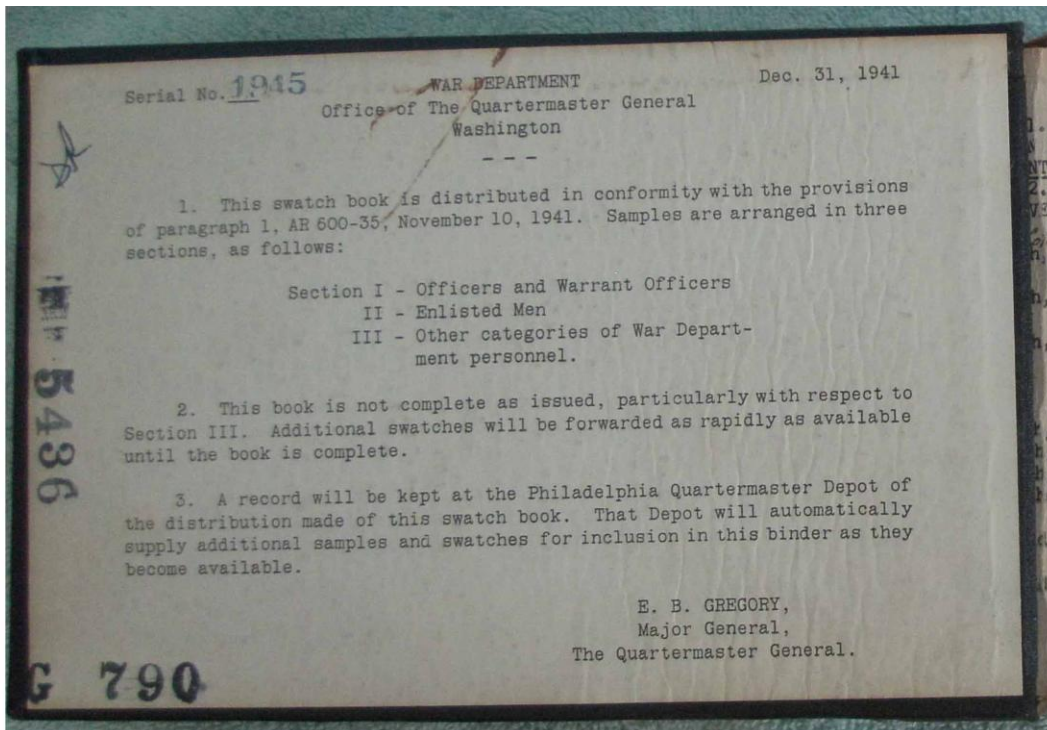 Serial No. 1945
WAR DEPARTMENT
Dec. 31, 1941
Office of The Quartermaster General
Washington
- - -
1. This swatch book is distributed in conformity with the provisions
of paragraph 1, AR 600-35, November 10, 1941. Samples are arranged in three
sections, as follows:
Section I - Officers and Warrant Officers
II - Enlisted Men
III - Other categories of War Depart-
ment personnel.
2. This book is not complete as issued, particularly with respect to
Section III. Additional swatches will be forwarded as rapidly as available
until the book is complete.
3. A record will be kept at the Philadelphia Quartermaster Depot of
the distribution made of this swatch book. That Depot will automatically
supply additional samples and swatches for inclusion in this binder as they
become available.
E. B. GREGORY,
Major General,
The Quartermaster General.
5436
G 790